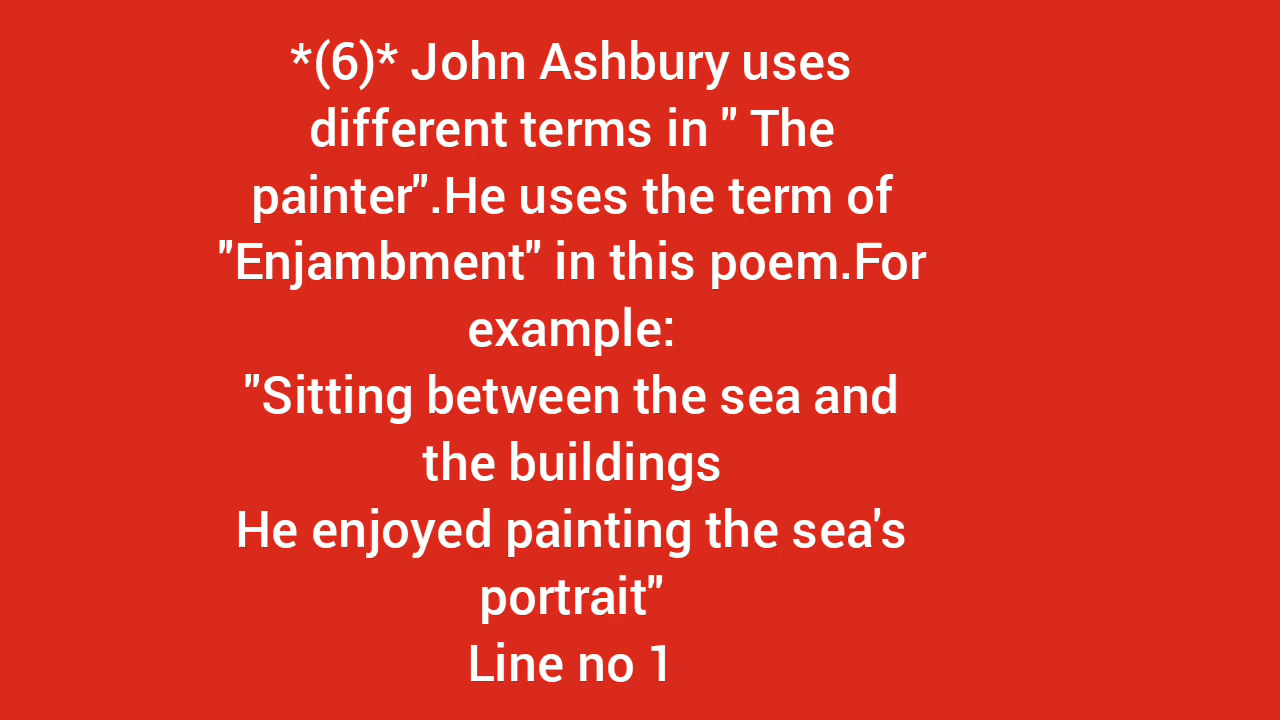 *(6)* John Ashbury uses
different terms in " The
painter".He uses the term of
"Enjambment" in this poem.For
example:
"Sitting between the sea and
the buildings
He enjoyed painting the sea's
portrait"
Line no 1